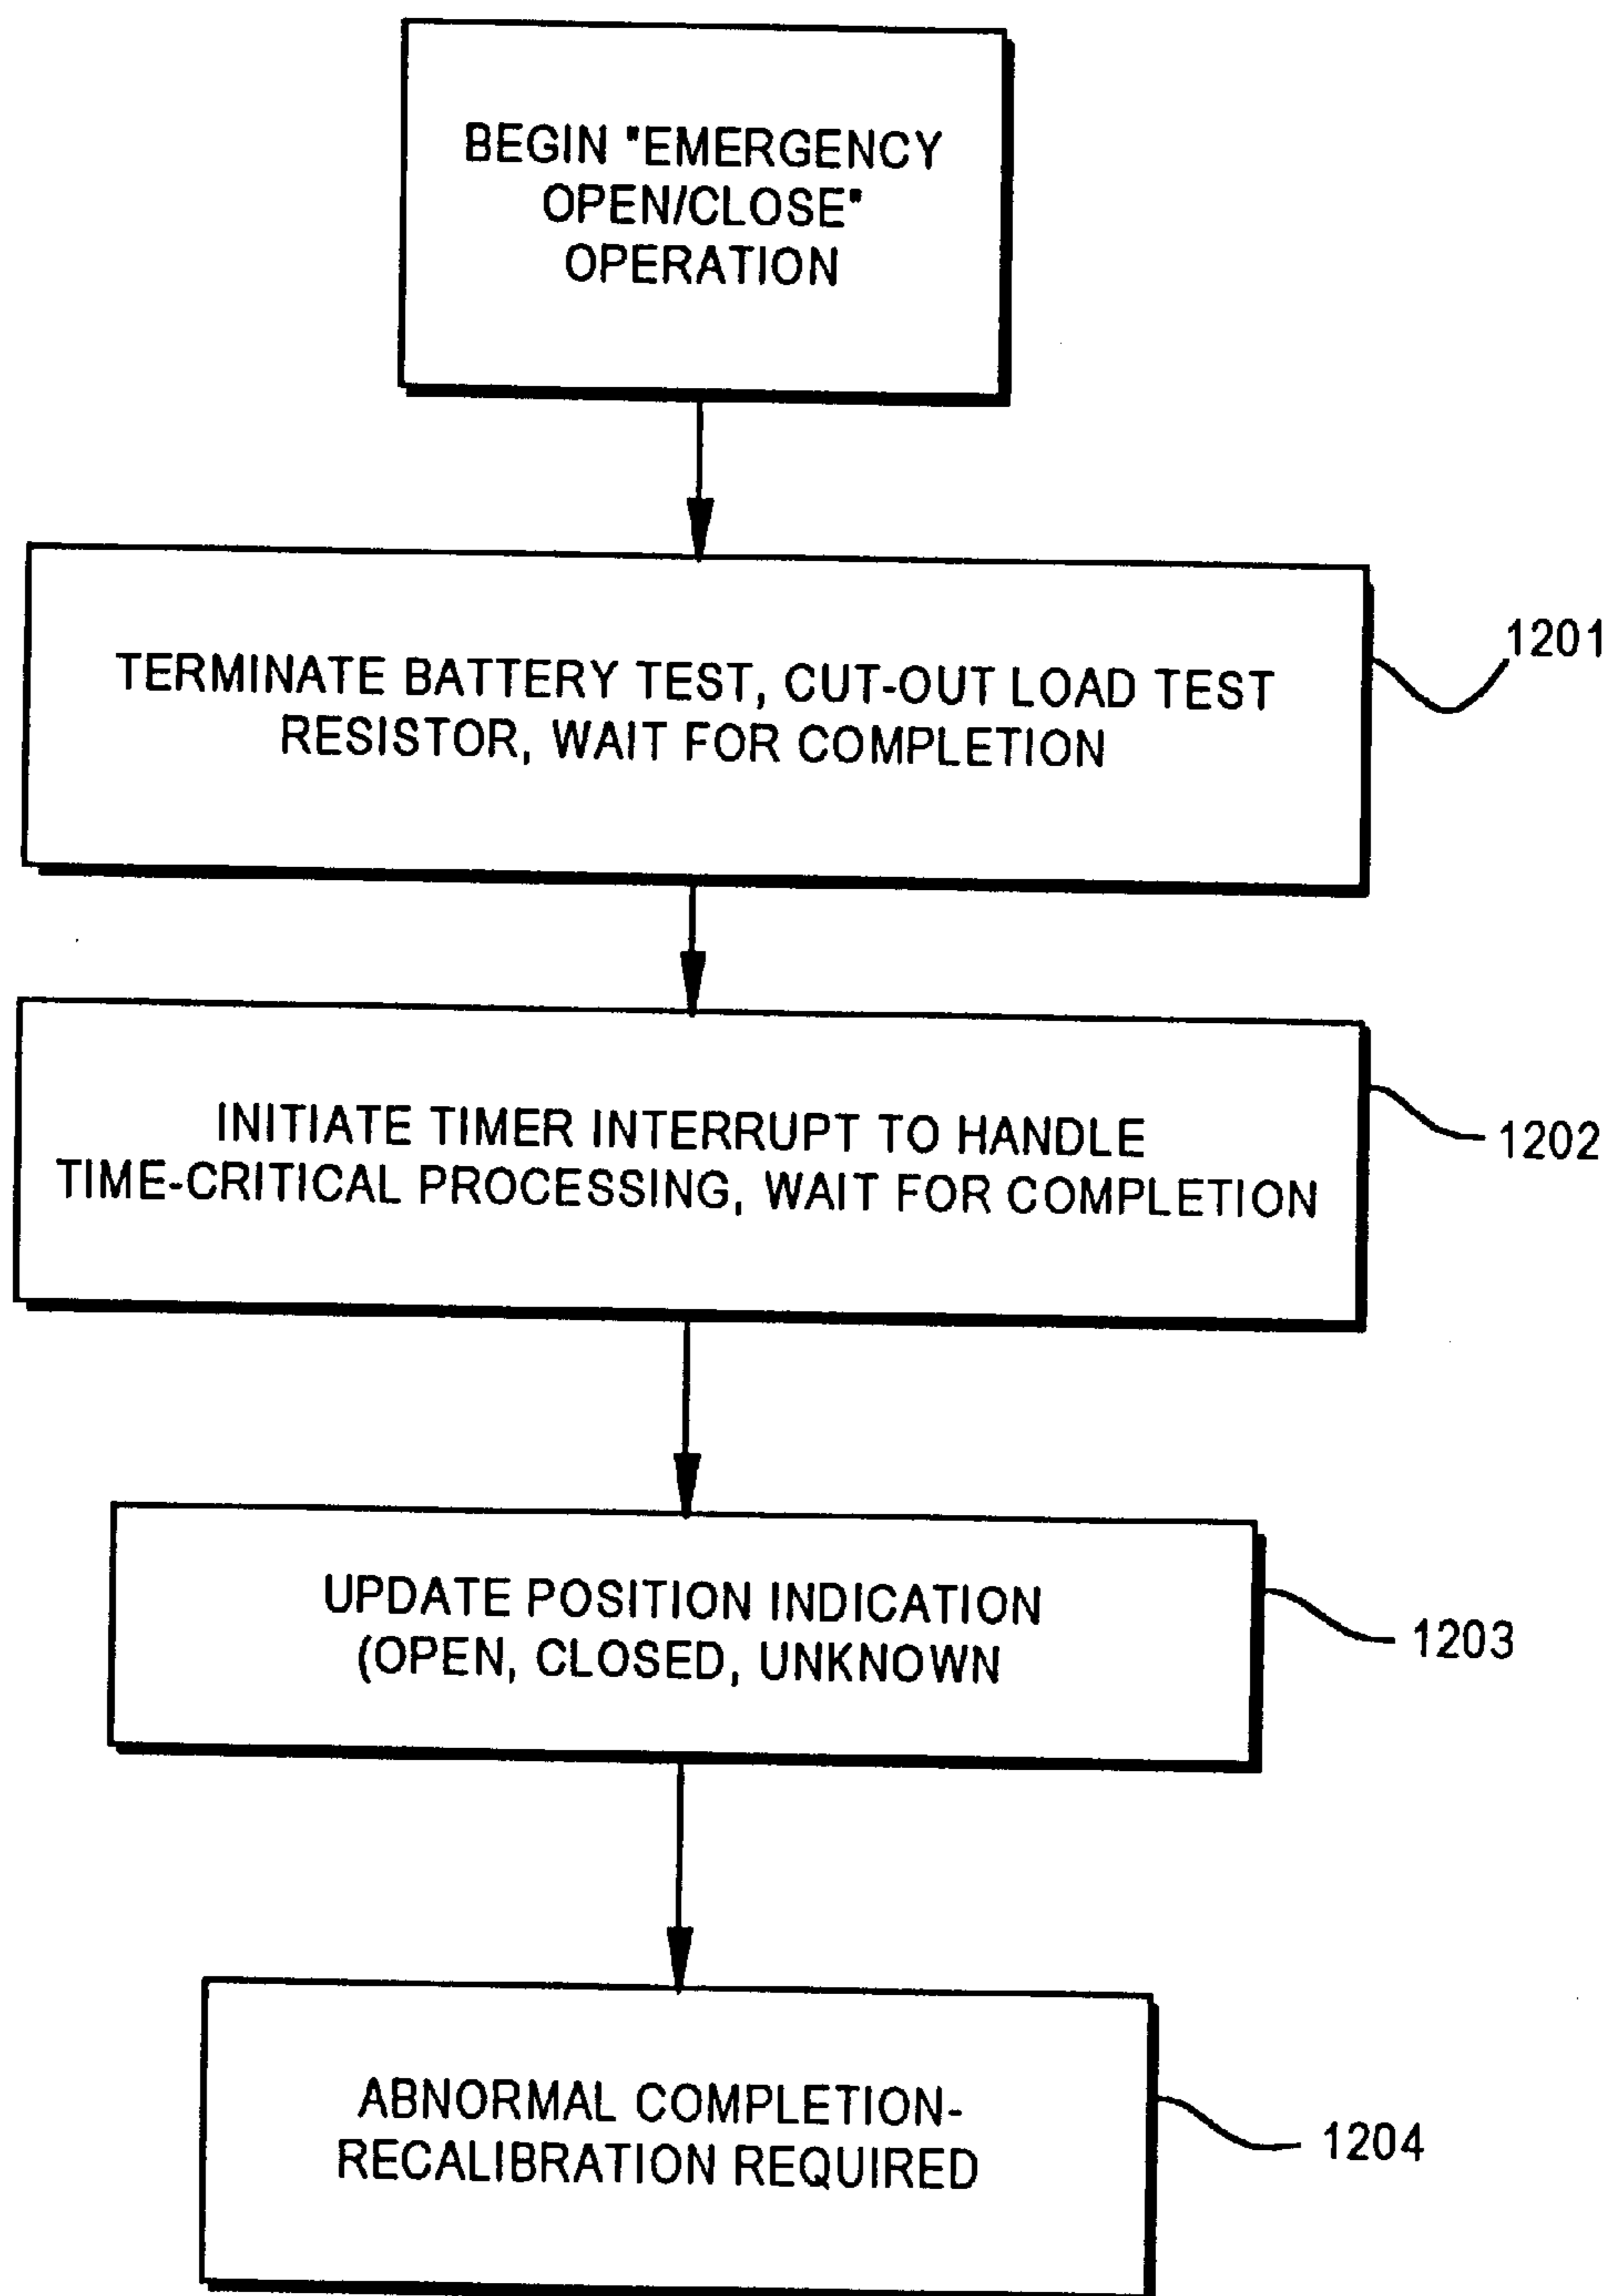 BEGIN "EMERGENCY
OPEN/CLOSE"
OPERATION
TERMINATE BATTERY TEST, CUT-OUT LOAD TEST
RESISTOR, WAIT FOR COMPLETION
1201
INITIATE TIMER INTERRUPT TO HANDLE
TIME-CRITICAL PROCESSING, WAIT FOR COMPLETION
1202
UPDATE POSITION INDICATION
(OPEN, CLOSED, UNKNOWN
1203
ABNORMAL COMPLETION-
RECALIBRATION REQUIRED
1204